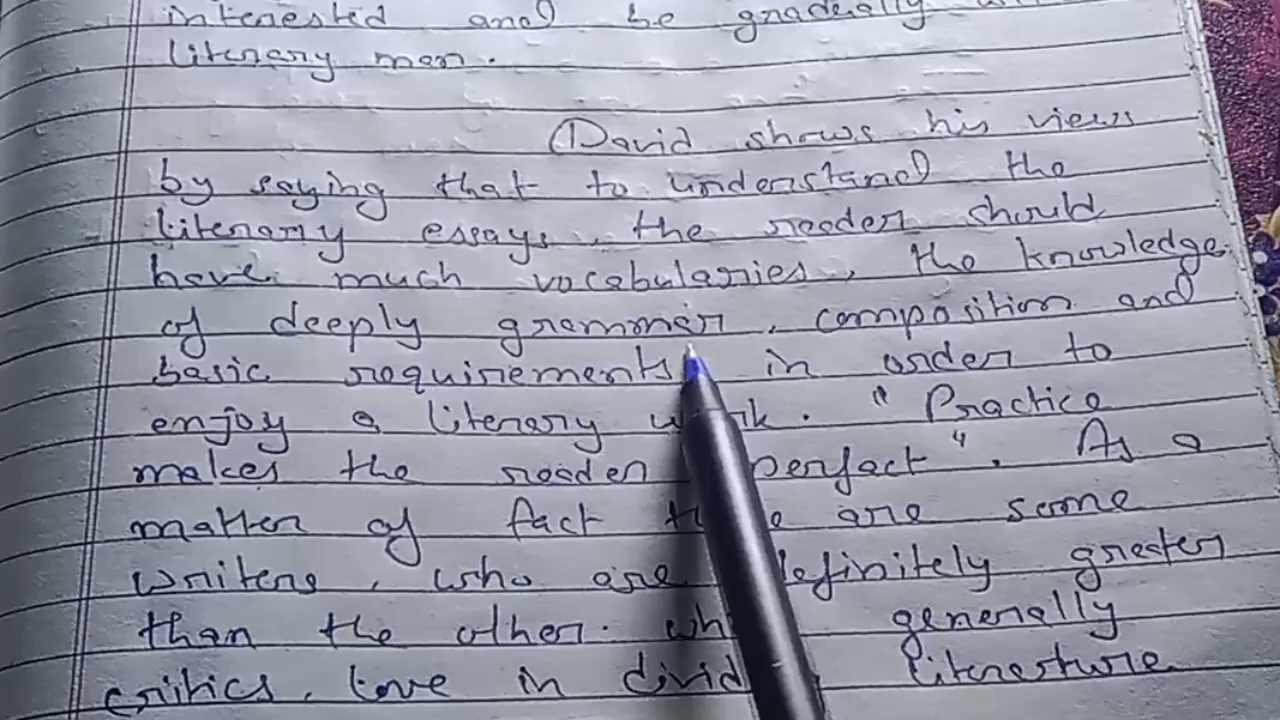 interested and be gradually
literary men.
David shows his views
by saying that to understand the
literary essays, the reader should
have much vocabularies, the knowledge
of deeply grammar, composition and
basic requirements in order to
enjoy a literary work. "Practice
makes the reader perfect". As a
matter of fact are some
writers, who are definitely greater
than the other. generally
critics, love in literature